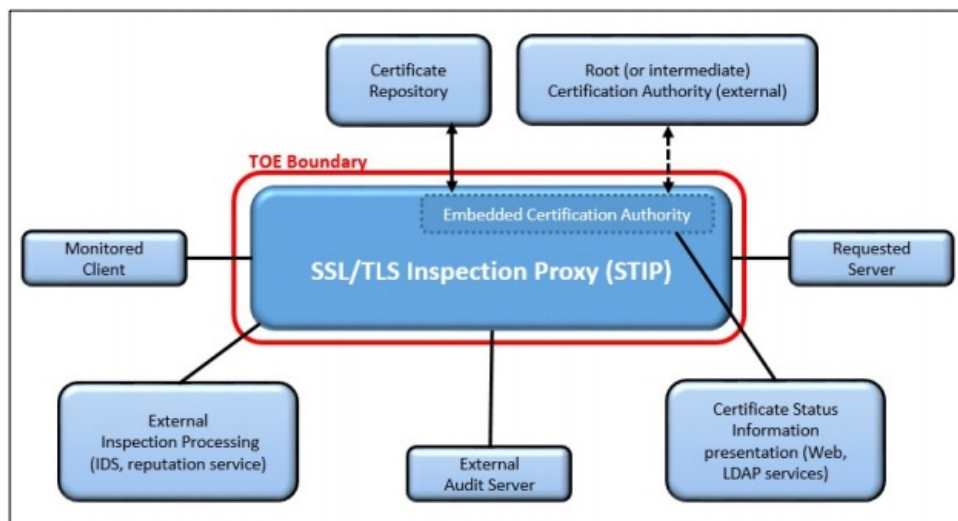 Certificate
Repository
Root (or intermediate)
Certification Authority (external)
TOE Boundary
Embedded Certification Authority
Monitored
Client
SSL/TLS Inspection Proxy (STIP)
Requested
Server
External
Inspection Processing
(IDS, reputation service)
External
Audit Server
Certificate Status
Information
presentation (Web,
LDAP services)